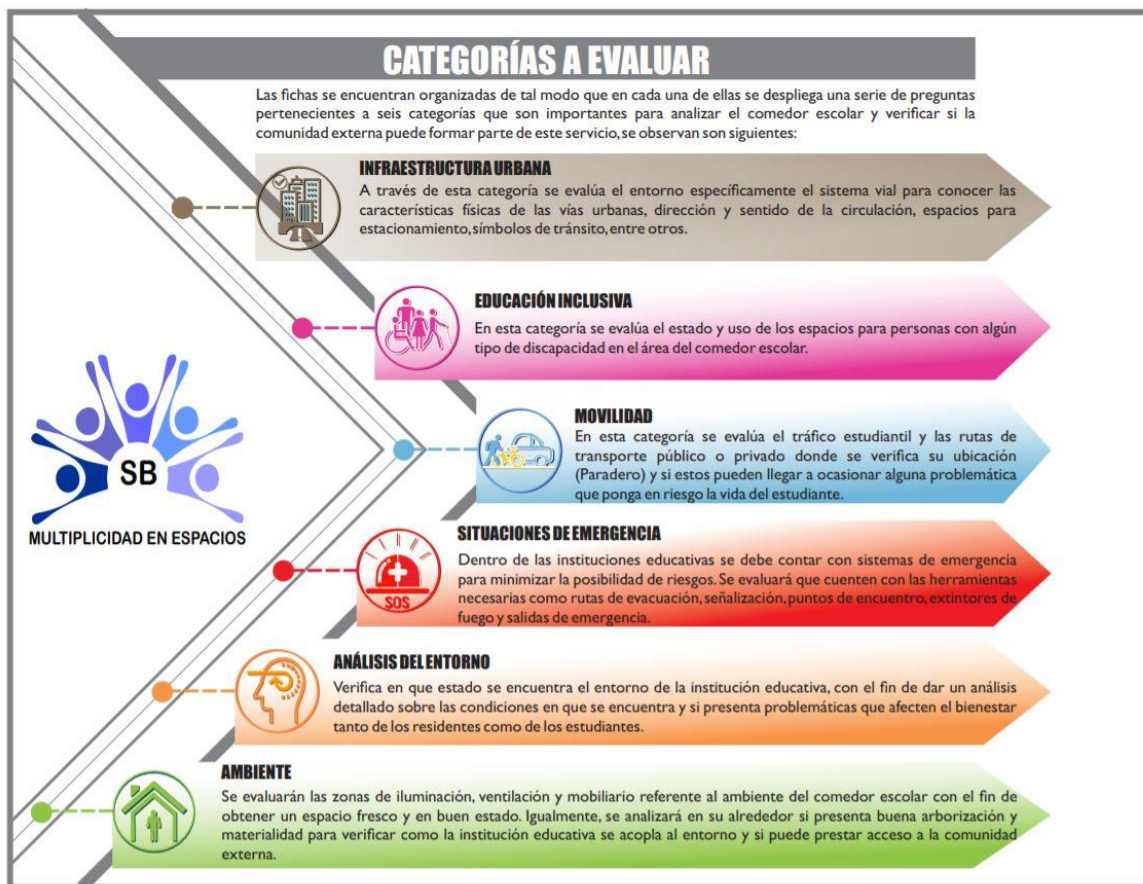 CATEGORÍAS A EVALUAR
Las fichas se encuentran organizadas de tal modo que en cada una de ellas se despliega una serie de preguntas
pertenecientes a seis categorías que son importantes para analizar el comedor escolar y verificar si la
comunidad externa puede formar parte de este servicio, se observan son siguientes:
INFRAESTRUCTURA URBANA
A través de esta categoría se evalúa el entorno específicamente el sistema vial para conocer las
características físicas de las vías urbanas, dirección y sentido de la circulación, espacios para
estacionamiento, símbolos de tránsito, entre otros.
EDUCACIÓN INCLUSIVA
En esta categoría se evalúa el estado y uso de los espacios para personas con algún
tipo de discapacidad en el área del comedor escolar.
MOVILIDAD
En esta categoría se evalúa el tráfico estudiantil y las rutas de
transporte público o privado donde se verifica su ubicación
(Paradero) y si estos pueden llegar a ocasionar alguna problemática
que ponga en riesgo la vida del estudiante.
SB
MULTIPLICIDAD EN ESPACIOS
SITUACIONES DE EMERGENCIA
Dentro de las instituciones educativas se debe contar con sistemas de emergencia
para minimizar la posibilidad de riesgos. Se evaluará que cuenten con las herramientas
necesarias como rutas de evacuación, señalización, puntos de encuentro, extintores de
fuego y salidas de emergencia.
SOS
ANÁLISIS DEL ENTORNO
Verifica en que estado se encuentra el entorno de la institución educativa, con el fin de dar un análisis
detallado sobre las condiciones en que se encuentra y si presenta problemáticas que afecten el bienestar
tanto de los residentes como de los estudiantes.
AMBIENTE
Se evaluarán las zonas de iluminación, ventilación y mobiliario referente al ambiente del comedor escolar con el fin de
obtener un espacio fresco y en buen estado. Igualmente, se analizará en su alrededor si presenta buena arborización y
materialidad para verificar como la institución educativa se acopla al entorno y si puede prestar acceso a la comunidad
externa.